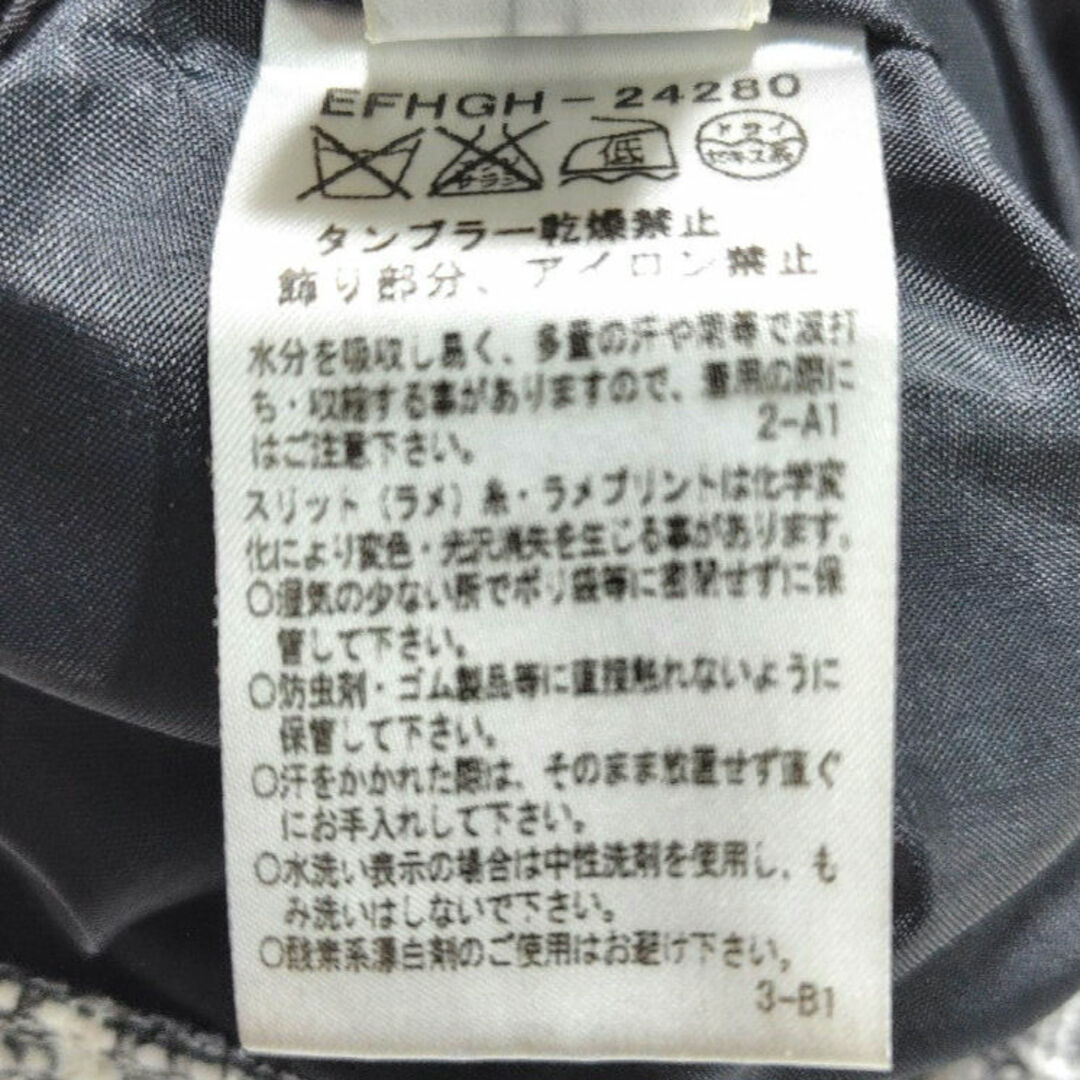 EFHGH-24280
低
ドライ
セキユ系
タンブラー乾燥禁止
飾り部分、アイロン禁止
水分を吸収し易く、多量の汗や雨等で波打
ち・収縮する事がありますので、着用の際に
はご注意下さい。
2-A1
スリット(ラメ)糸・ラメプリントは化学変
化により変色・光沢消失を生じる事があります。
○湿気の少ない所でポリ袋等に密閉せずに保
管して下さい。
○防虫剤・ゴム製品等に直接触れないように
保管して下さい。
○汗をかかれた際は、そのまま放置せず直ぐ
にお手入れして下さい。
○水洗い表示の場合は中性洗剤を使用し、も
み洗いはしないで下さい。
○酸素系漂白剤のご使用はお避け下さい。
3-B1